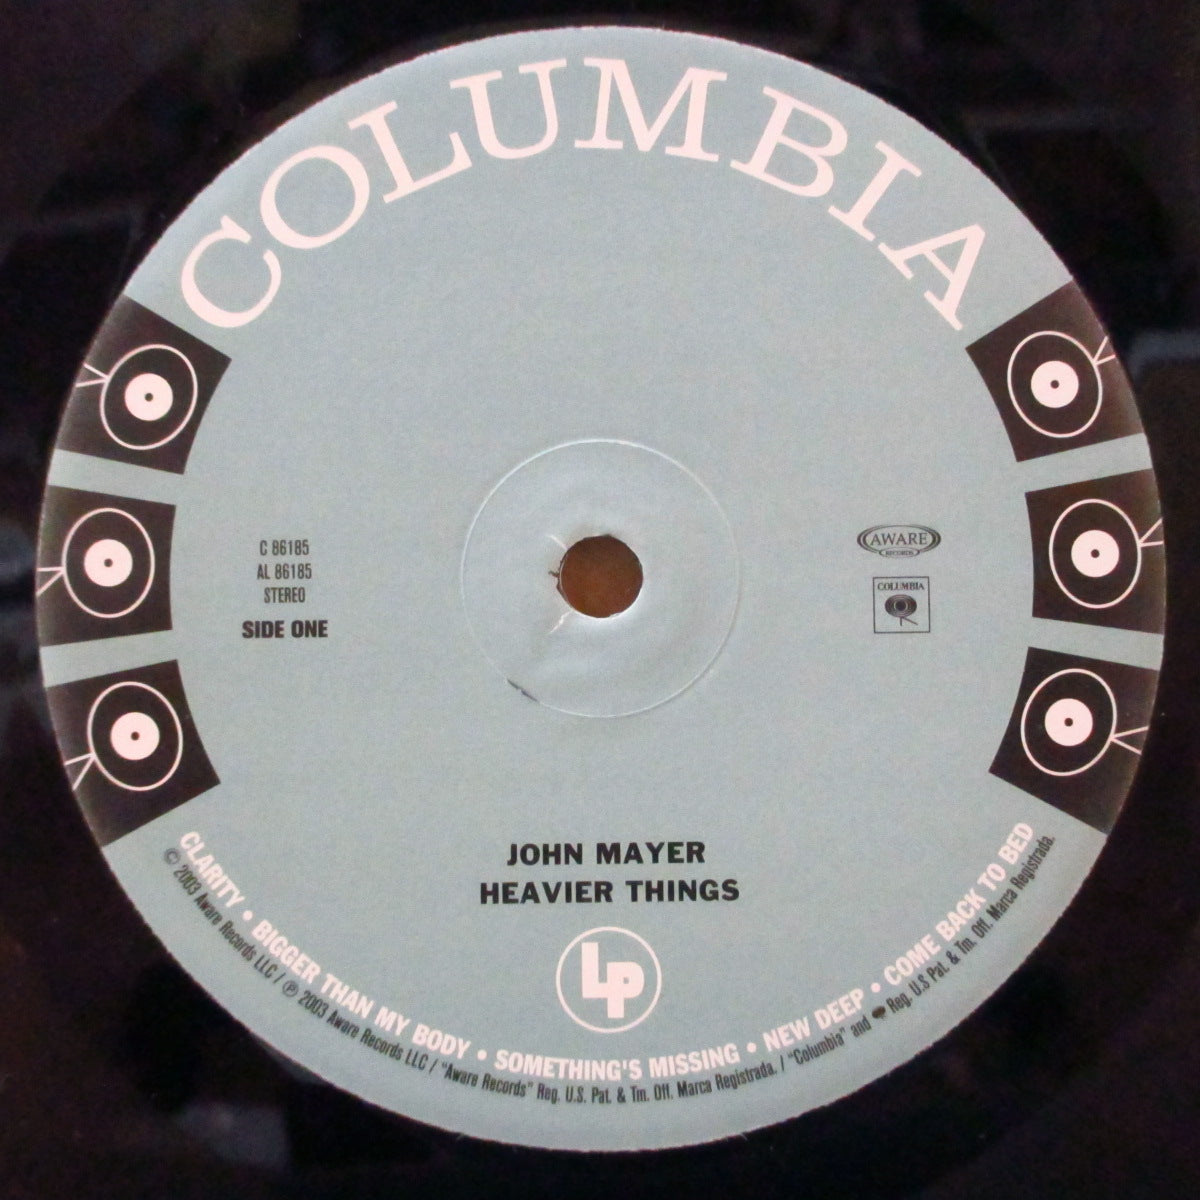 COLUMBIA
C 86185
AL 86185
STEREO
SIDE ONE
AWARE
RECORDS
COLUMBIA
JOHN MAYER
HEAVIER THINGS
LP
CLARITY • BIGGER THAN MY BODY • SOMETHING'S MISSING • NEW DEEP • COME BACK TO BED
© 2003 Aware Records LLC / ℗ 2003 Aware Records LLC / "Aware Records" Reg. U.S. Pat. & Tm. Off. Marca Registrada. / "Columbia" and Reg. U.S Pat. & Tm. Off. Marca Registrada.